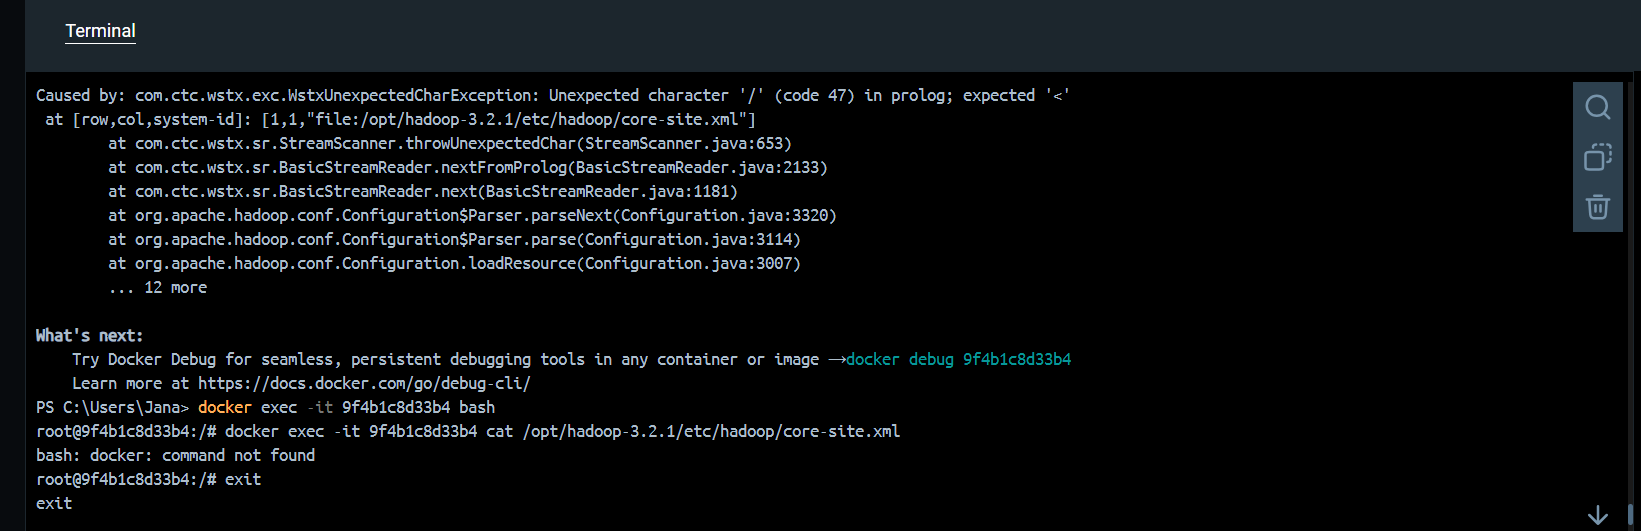 Terminal
Caused by: com.ctc.wstx.exc.WstxUnexpectedCharException: Unexpected character '/' (code 47) in prolog; expected '<'
at [row,col,system-id]: [1,1,"file:/opt/hadoop-3.2.1/etc/hadoop/core-site.xml"]
at com.ctc.wstx.sr.StreamScanner.throwUnexpectedChar(StreamScanner.java:653)
at com.ctc.wstx.sr.BasicStreamReader.nextFromProlog(BasicStreamReader.java:2133)
at com.ctc.wstx.sr.BasicStreamReader.next(BasicStreamReader.java:1181)
at org.apache.hadoop.conf.Configuration$Parser.parseNext(Configuration.java:3320)
at org.apache.hadoop.conf.Configuration$Parser.parse(Configuration.java:3114)
at org.apache.hadoop.conf.Configuration.loadResource(Configuration.java:3007)
... 12 more
What's next:
Try Docker Debug for seamless, persistent debugging tools in any container or image →docker debug 9f4b1c8d33b4
Learn more at https://docs.docker.com/go/debug-cli/
PS C:\Users\Jana> docker exec -it 9f4b1c8d33b4 bash
root@9f4b1c8d33b4:/# docker exec -it 9f4b1c8d33b4 cat /opt/hadoop-3.2.1/etc/hadoop/core-site.xml
bash: docker: command not found
root@9f4b1c8d33b4:/# exit
exit